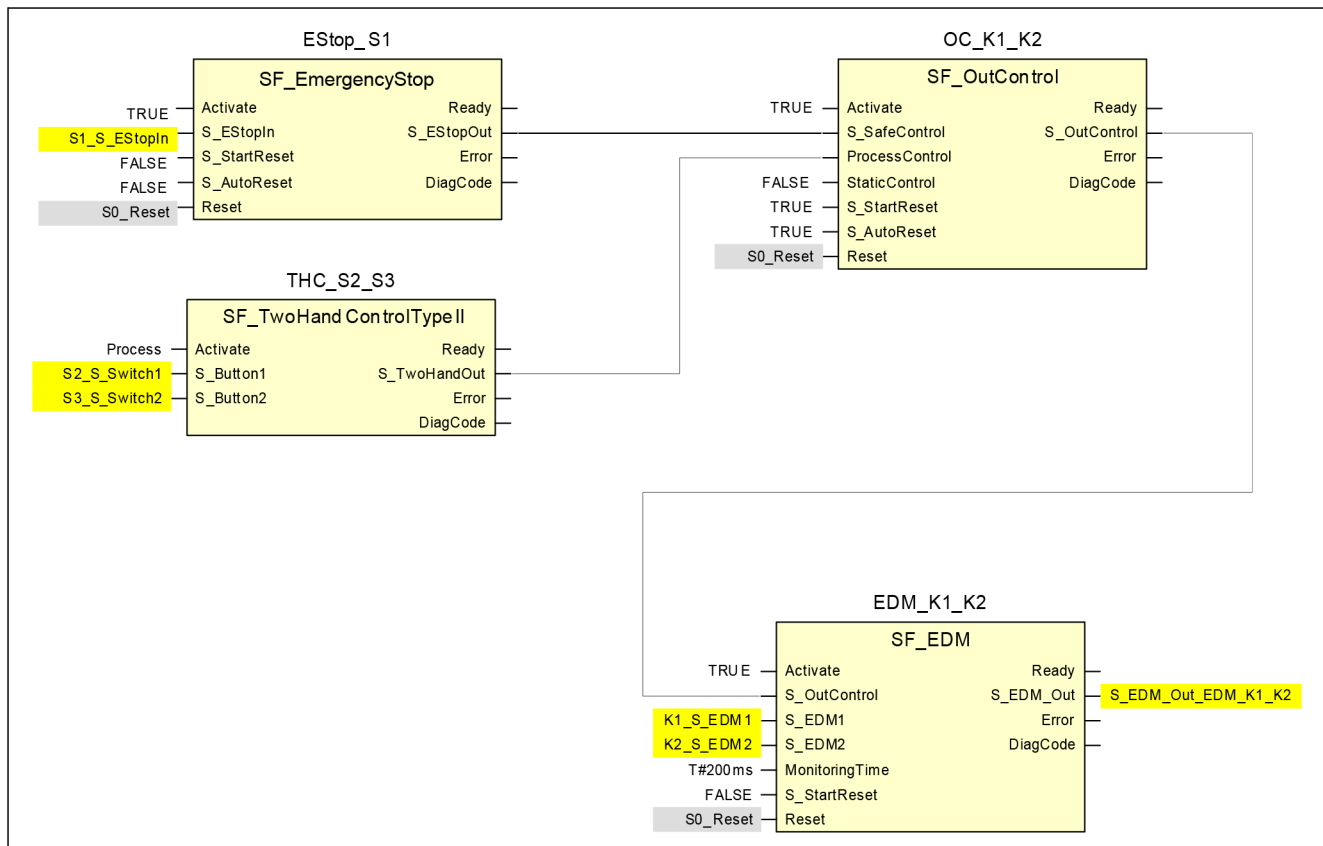 EStop_S1
SF_EmergencyStop
TRUE Activate Ready
S1_S_EStopIn S_EStopIn S_EStopOut
FALSE S_StartReset Error
FALSE S_AutoReset DiagCode
S0_Reset Reset
OC_K1_K2
SF_OutControl
TRUE Activate Ready
S_SafeControl S_OutControl
ProcessControl Error
FALSE StaticControl DiagCode
TRUE S_StartReset
TRUE S_AutoReset
S0_Reset Reset
THC_S2_S3
SF_TwoHand ControlTypeII
Process Activate Ready
S2_S_Switch1 S_Button1 S_TwoHandOut
S3_S_Switch2 S_Button2 Error
DiagCode
EDM_K1_K2
SF_EDM
TRUE Activate Ready
S_OutControl S_EDM_Out S_EDM_Out_EDM_K1_K2
K1_S_EDM1 S_EDM1 Error
K2_S_EDM2 S_EDM2 DiagCode
T#200ms MonitoringTime
FALSE S_StartReset
S0_Reset Reset